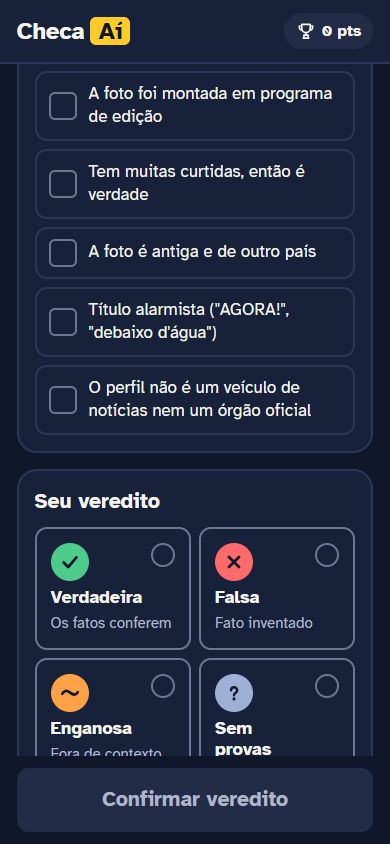 Checa Aí
0 pts
A foto foi montada em programa
de edição
Tem muitas curtidas, então é
verdade
A foto é antiga e de outro país
Título alarmista ("AGORA!",
"debaixo d'água")
O perfil não é um veículo de
notícias nem um órgão oficial
Seu veredito
Verdadeira
Os fatos conferem
Falsa
Fato inventado
Enganosa
Fora de contexto
?
Sem
provas
Confirmar veredito